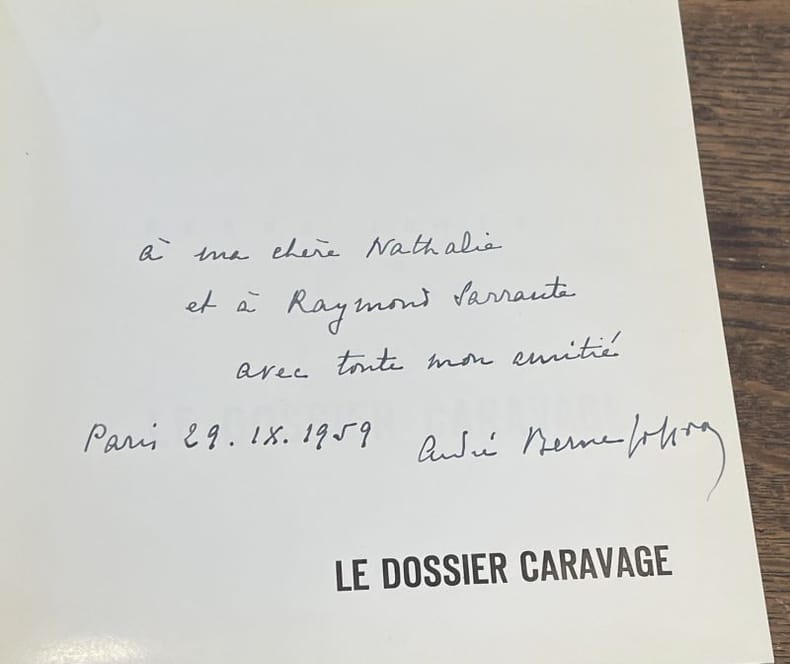 à ma chère Nathalie
et à Raymond Sarraute
avec toute mon amitié
Paris 29.IX.1959 André Berne Joffroy
LE DOSSIER CARAVAGE